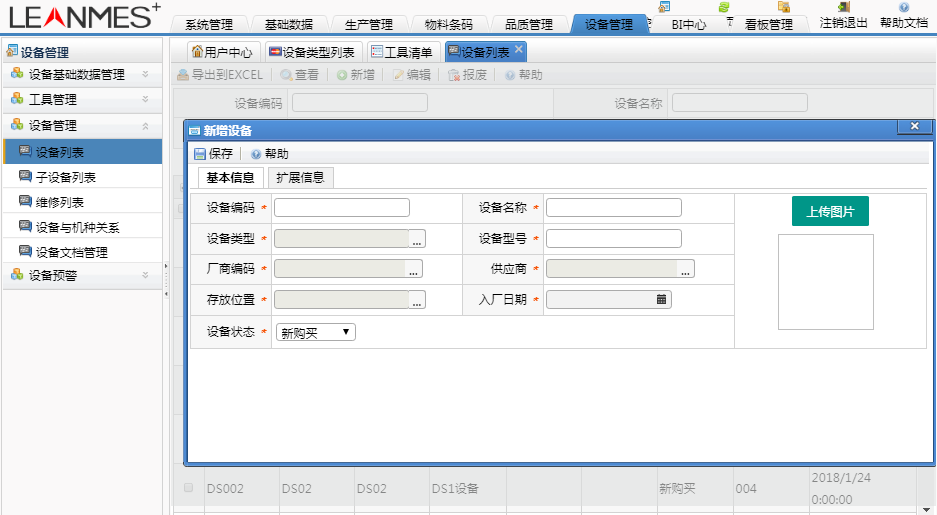 LEANMES+
系统管理 基础数据 生产管理 物料条码 品质管理 设备管理 BI中心 看板管理 注销退出 帮助文档
设备管理
设备基础数据管理
工具管理
设备管理
设备列表
子设备列表
维修列表
设备与机种关系
设备文档管理
设备预警
用户中心 设备类型列表 工具清单 设备列表
导出到EXCEL 查看 新增 编辑 报废 帮助
设备编码 设备名称
新增设备
保存 帮助
基本信息 扩展信息
设备编码 * 设备名称 * 上传图片
设备类型 * ... 设备型号 *
厂商编码 * ... 供应商 * ...
存放位置 * ... 入厂日期 *
设备状态 * 新购买
DS002 DS02 DS02 DS1设备 新购买 004 2018/1/24
0:00:00